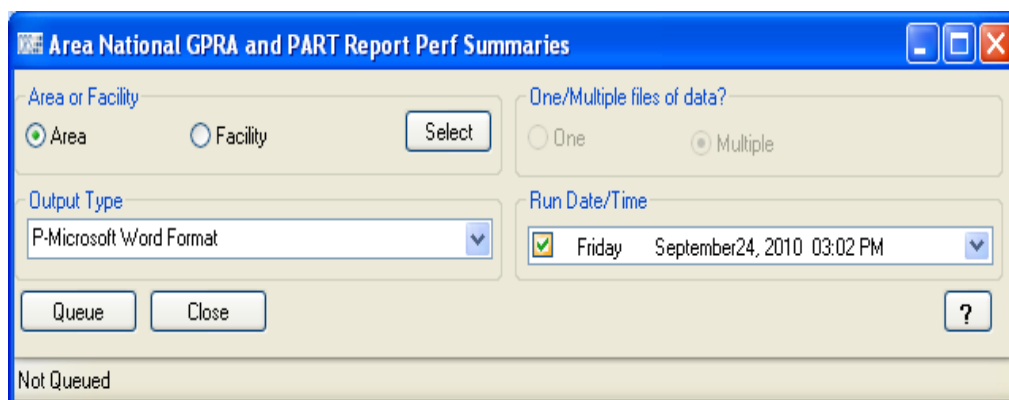 Area National GPRA and PART Report Perf Summaries
Area or Facility
Area Facility Select
One/Multiple files of data?
One Multiple
Output Type
P-Microsoft Word Format
Run Date/Time
Friday September24, 2010 03:02 PM
Queue Close ?
Not Queued